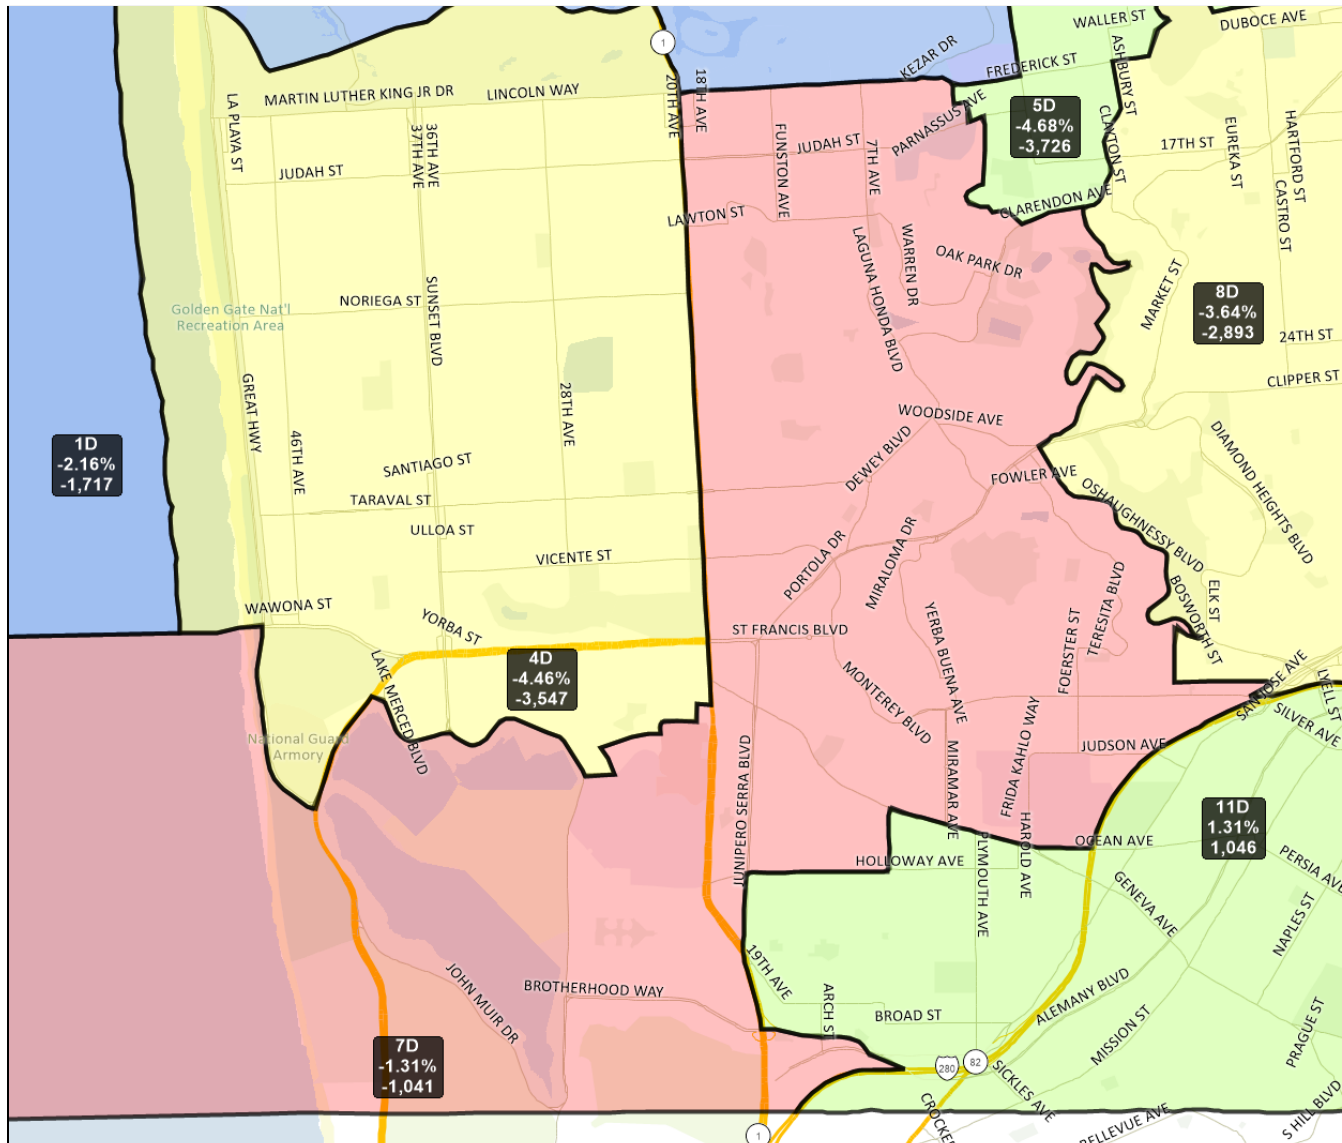 WALLER ST
DUBOCE AVE
1
KEZAR DR
FREDERICK ST
ASHBURY ST
LA PLAYA ST
MARTIN LUTHER KING JR DR
LINCOLN WAY
20TH AVE
18TH AVE
PARNASSUS AVE
5D
-4.68%
-3,726
CLAYTON ST
17TH ST
EUREKA ST
HARTFORD ST
37TH AVE
36TH AVE
FUNSTON AVE
JUDAH ST
7TH AVE
JUDAH ST
CASTRO ST
CLARENDON AVE
LAWTON ST
LAGUNA HONDA BLVD
WARREN DR
OAK PARK DR
MARKET ST
8D
-3.64%
-2,893
Golden Gate Nat'l
Recreation Area
NORIEGA ST
SUNSET BLVD
24TH ST
CLIPPER ST
GREAT HWY
28TH AVE
WOODSIDE AVE
1D
-2.16%
-1,717
46TH AVE
SANTIAGO ST
DEWEY BLVD
FOWLER AVE
DIAMOND HEIGHTS BLVD
TARAVAL ST
OSHAUGHNESSY BLVD
ULLOA ST
VICENTE ST
PORTOLA DR
MIRALOMA DR
WAWONA ST
YORBA ST
ST FRANCIS BLVD
YERBA BUENA AVE
FOERSTER ST
TERESITA BLVD
BOSWORTH ST
ELK ST
4D
-4.46%
-3,547
LAKE MERCED BLVD
MONTEREY BLVD
SAN JOSE AVE
LYELL ST
SILVER AVE
National Guard
Armory
JUNIPERO SERRA BLVD
MIRAMAR AVE
FRIDA KAHLO WAY
JUDSON AVE
11D
1.31%
1,046
OCEAN AVE
HOLLOWAY AVE
PLYMOUTH AVE
HAROLD AVE
GENEVA AVE
PERSIA AVE
NAPLES ST
JOHN MUIR DR
BROTHERHOOD WAY
19TH AVE
ARCH ST
BROAD ST
ALEMANY BLVD
MISSION ST
PRAGUE ST
7D
-1.31%
-1,041
280
82
SICKLES AVE
BELLEVUE AVE
S HILL BLVD
1